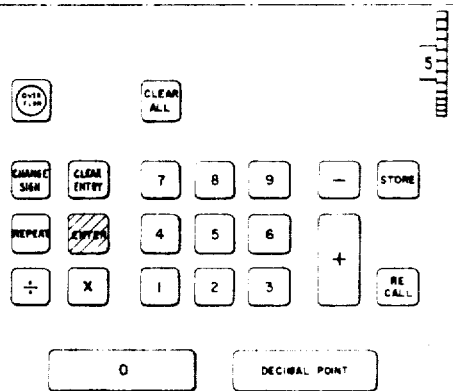 5
OVER
FLOW
CLEAR
ALL
CHANGE
SIGN
CLEAR
ENTRY
7
8
9
−
STORE
REPEAT
ENTER
4
5
6
+
÷
X
1
2
3
RE
CALL
0
DECIMAL POINT